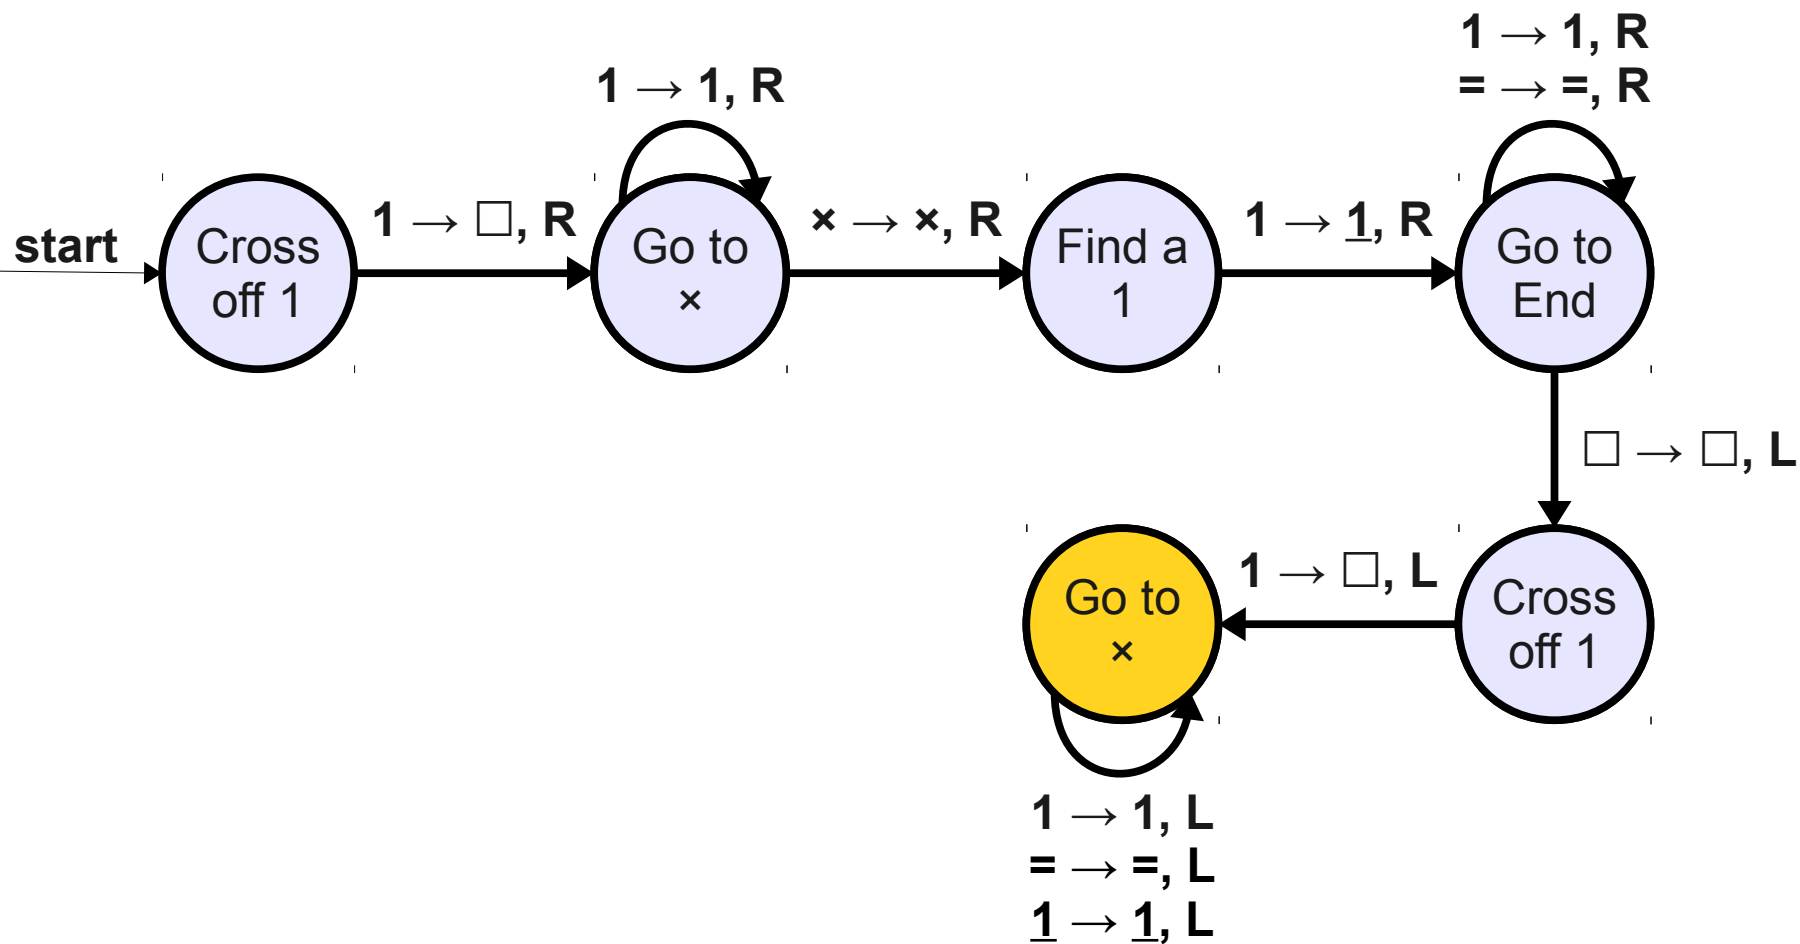 1 → 1, R
= → =, R
1 → 1, R
start
Cross
off 1
1 → □, R
Go to
×
× → ×, R
Find a
1
1 → 1, R
Go to
End
□ → □, L
Go to
×
1 → □, L
Cross
off 1
1 → 1, L
= → =, L
1 → 1, L